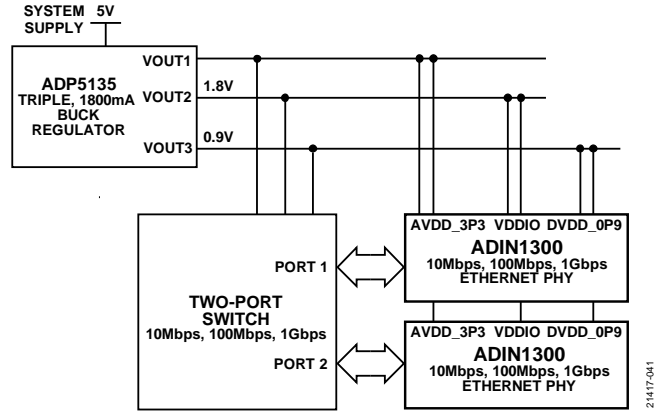 SYSTEM SUPPLY 5V
ADP5135
TRIPLE, 1800mA
BUCK
REGULATOR
VOUT1
VOUT2
1.8V
VOUT3
0.9V
TWO-PORT
SWITCH
10Mbps, 100Mbps, 1Gbps
PORT 1
PORT 2
AVDD_3P3 VDDIO DVDD_0P9
ADIN1300
10Mbps, 100Mbps, 1Gbps
ETHERNET PHY
AVDD_3P3 VDDIO DVDD_0P9
ADIN1300
10Mbps, 100Mbps, 1Gbps
ETHERNET PHY
21417-041